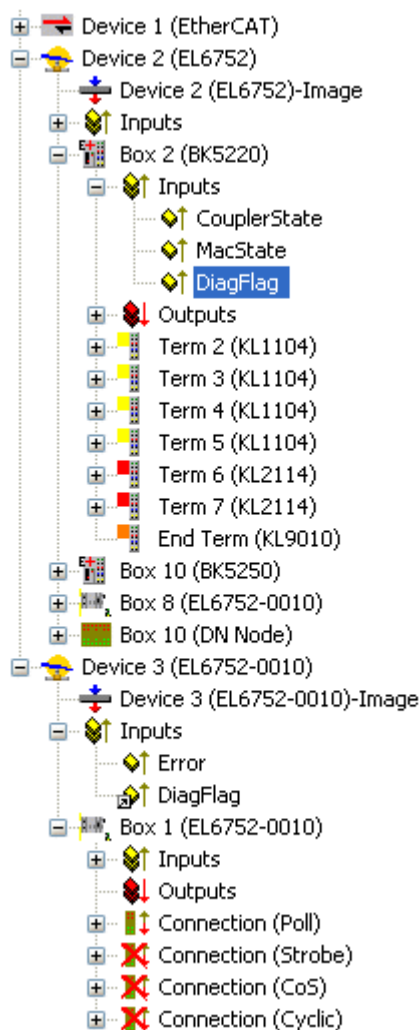 Device 1 (EtherCAT)
Device 2 (EL6752)
Device 2 (EL6752)-Image
Inputs
Box 2 (BK5220)
Inputs
CouplerState
MacState
DiagFlag
Outputs
Term 2 (KL1104)
Term 3 (KL1104)
Term 4 (KL1104)
Term 5 (KL1104)
Term 6 (KL2114)
Term 7 (KL2114)
End Term (KL9010)
Box 10 (BK5250)
Box 8 (EL6752-0010)
Box 10 (DN Node)
Device 3 (EL6752-0010)
Device 3 (EL6752-0010)-Image
Inputs
Error
DiagFlag
Box 1 (EL6752-0010)
Inputs
Outputs
Connection (Poll)
Connection (Strobe)
Connection (CoS)
Connection (Cyclic)